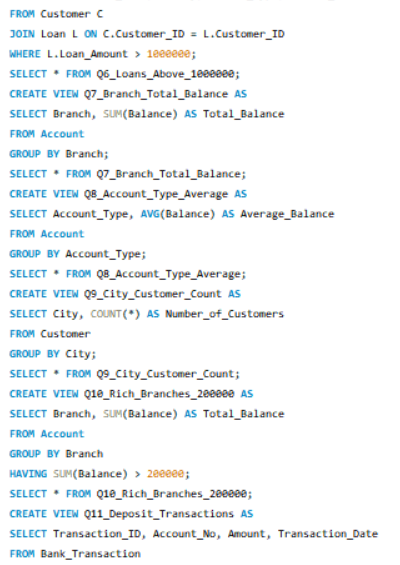 FROM Customer C
JOIN Loan L ON C.Customer_ID = L.Customer_ID
WHERE L.Loan_Amount > 1000000;
SELECT * FROM Q6_Loans_Above_1000000;
CREATE VIEW Q7_Branch_Total_Balance AS
SELECT Branch, SUM(Balance) AS Total_Balance
FROM Account
GROUP BY Branch;
SELECT * FROM Q7_Branch_Total_Balance;
CREATE VIEW Q8_Account_Type_Average AS
SELECT Account_Type, AVG(Balance) AS Average_Balance
FROM Account
GROUP BY Account_Type;
SELECT * FROM Q8_Account_Type_Average;
CREATE VIEW Q9_City_Customer_Count AS
SELECT City, COUNT(*) AS Number_of_Customers
FROM Customer
GROUP BY City;
SELECT * FROM Q9_City_Customer_Count;
CREATE VIEW Q10_Rich_Branches_200000 AS
SELECT Branch, SUM(Balance) AS Total_Balance
FROM Account
GROUP BY Branch
HAVING SUM(Balance) > 200000;
SELECT * FROM Q10_Rich_Branches_200000;
CREATE VIEW Q11_Deposit_Transactions AS
SELECT Transaction_ID, Account_No, Amount, Transaction_Date
FROM Bank_Transaction